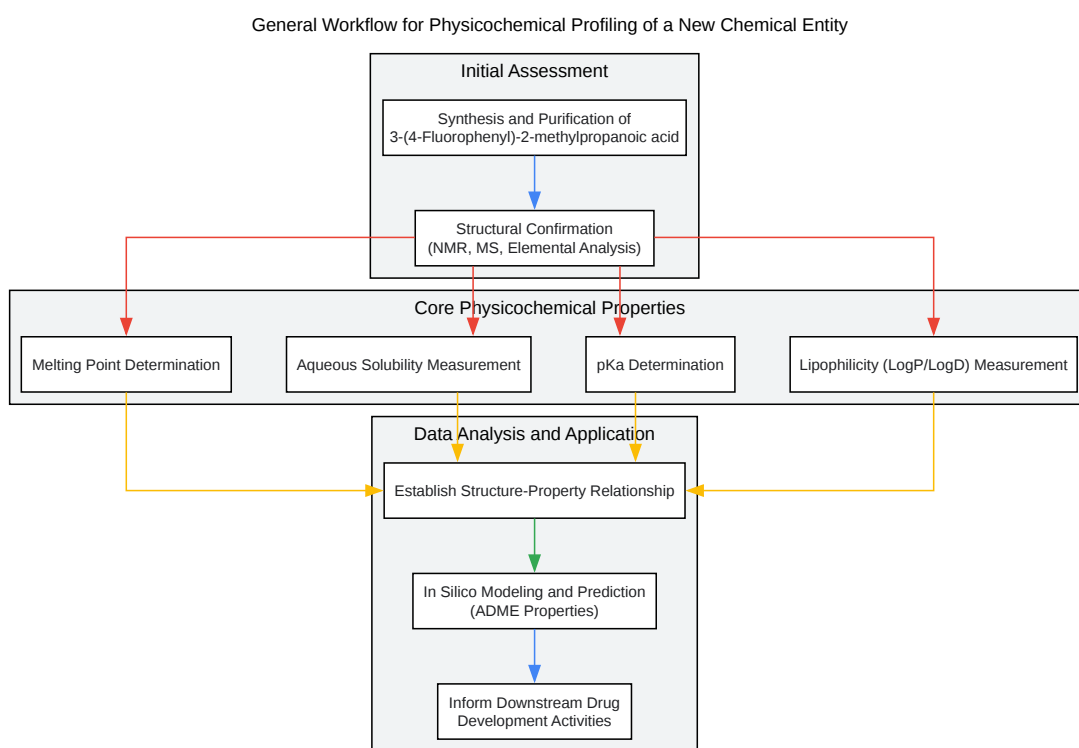 General Workflow for Physicochemical Profiling of a New Chemical Entity
Initial Assessment
Synthesis and Purification of
3-(4-Fluorophenyl)-2-methylpropanoic acid
Structural Confirmation
(NMR, MS, Elemental Analysis)
Core Physicochemical Properties
Melting Point Determination
Aqueous Solubility Measurement
pKa Determination
Lipophilicity (LogP/LogD) Measurement
Data Analysis and Application
Establish Structure-Property Relationship
In Silico Modeling and Prediction
(ADME Properties)
Inform Downstream Drug
Development Activities